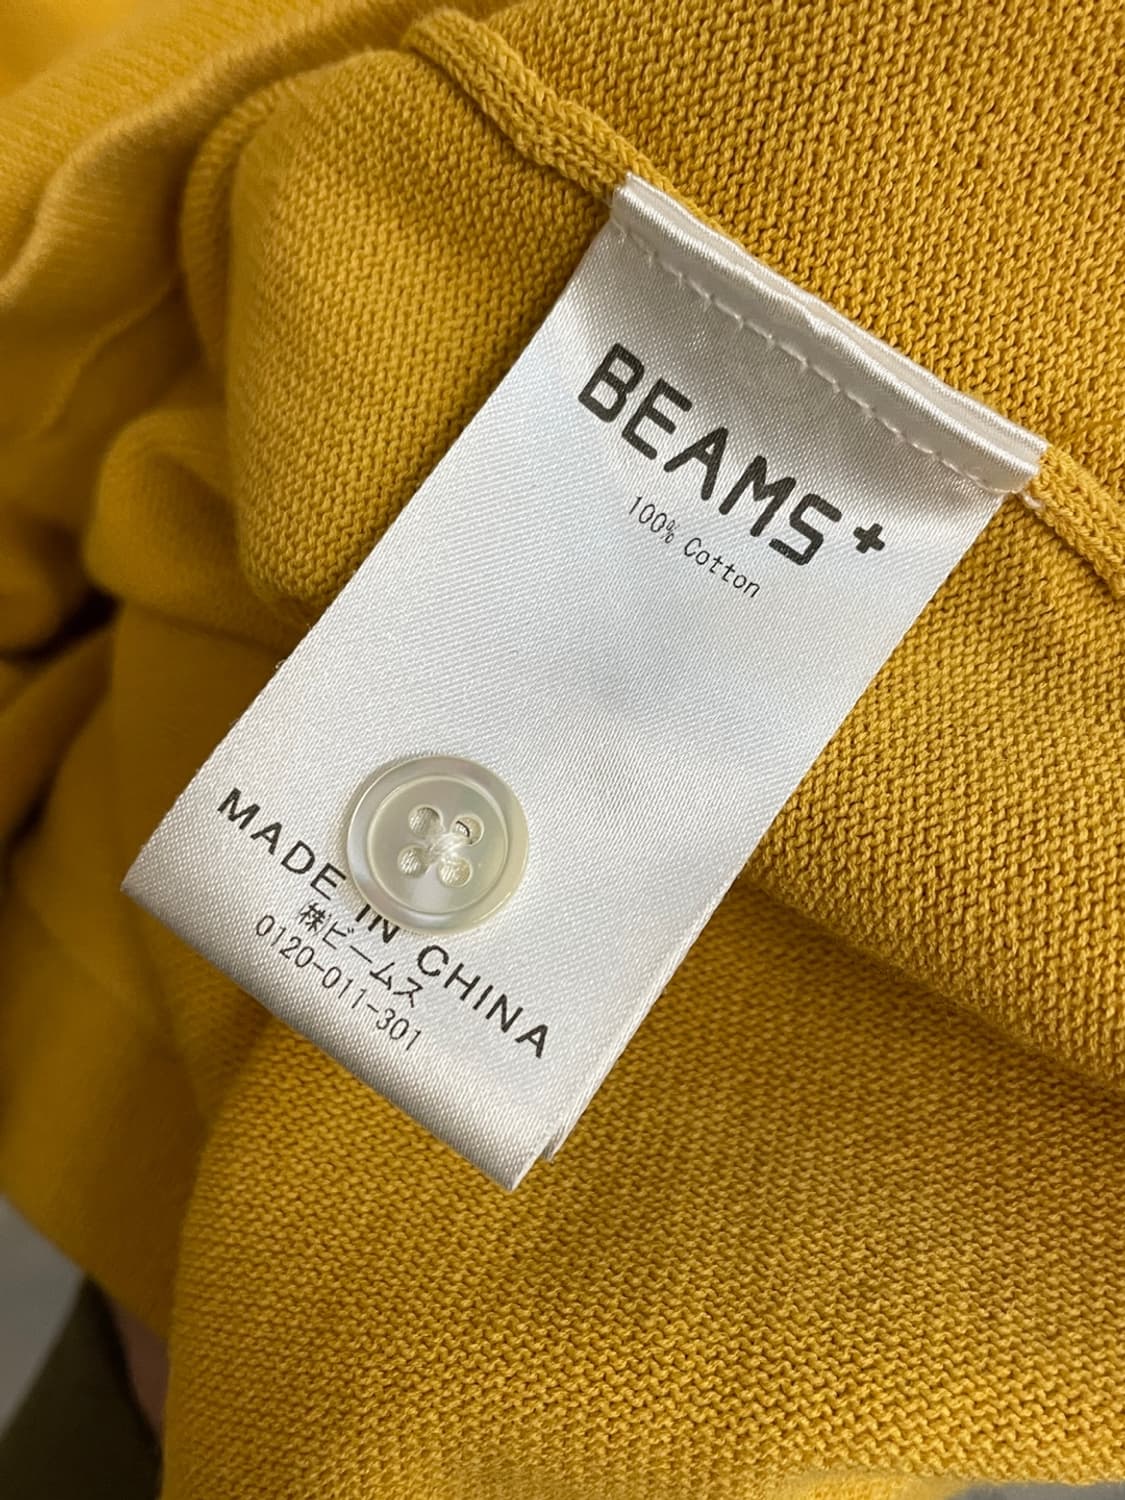 BEAMS+
100% Cotton
MADE IN CHINA
株ビームス
0120-011-301